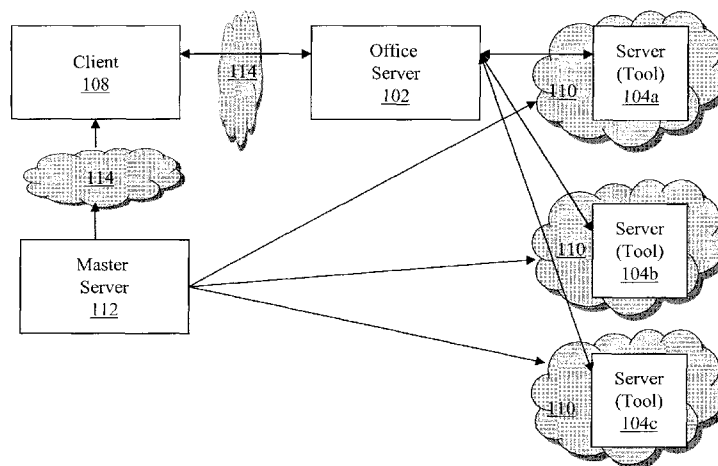 Client
108
114
Office
Server
102
110
Server
(Tool)
104a
114
Master
Server
112
110
Server
(Tool)
104b
110
Server
(Tool)
104c